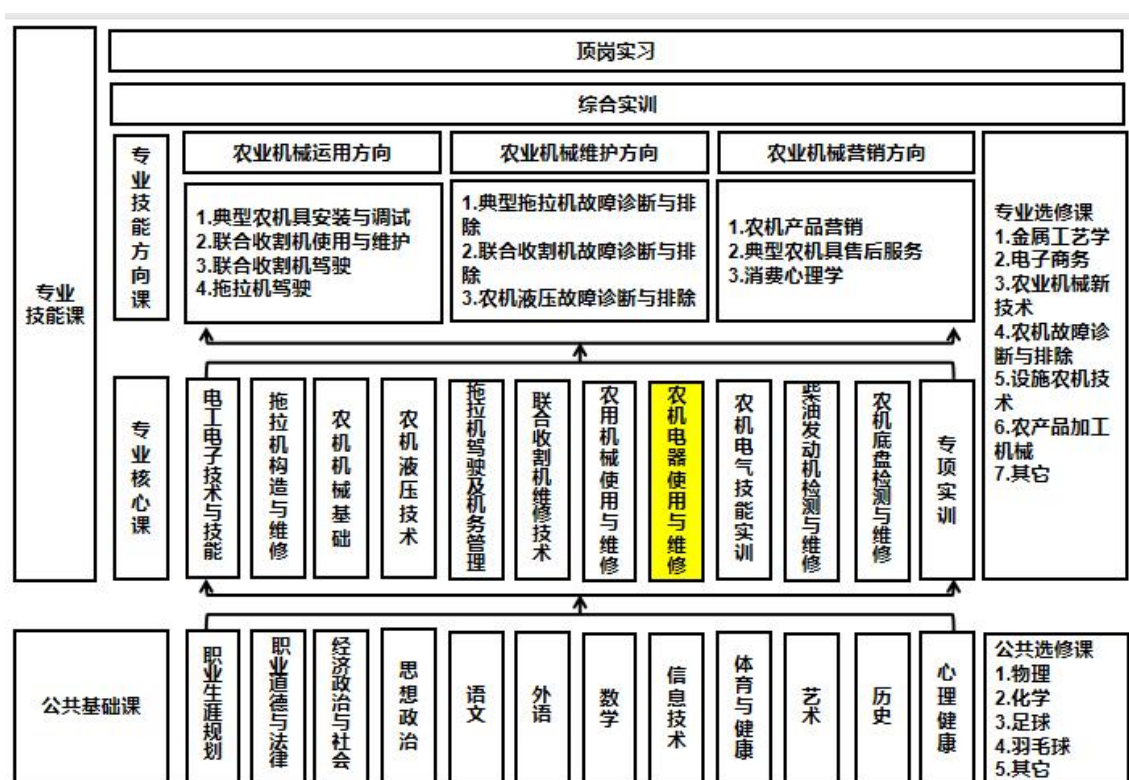 顶岗实习
综合实训
专业
技能课
专业技能方向课
农业机械运用方向
1.典型农机具安装与调试
2.联合收割机使用与维护
3.联合收割机驾驶
4.拖拉机驾驶
农业机械维护方向
1.典型拖拉机故障诊断与排
除
2.联合收割机故障诊断与排
除
3.农机液压故障诊断与排除
农业机械营销方向
1.农机产品营销
2.典型农机具售后服务
3.消费心理学
专业选修课
1.金属工艺学
2.电子商务
3.农业机械新
技术
4.农机故障诊
断与排除
5.设施农机技
术
6.农产品加工
机械
7.其它
专业核心课
电工电子技术与技能
拖拉机构造与维修
农机机械基础
农机液压技术
拖拉机驾驶及机务管理
联合收割机维修技术
农用机械使用与维修
农机电器使用与维修
农机电气技能实训
柴油发动机检测与维修
农机底盘检测与维修
专项实训
公共基础课
职业生涯规划
职业道德与法律
经济政治与社会
思想政治
语文
外语
数学
信息技术
体育与健康
艺术
历史
心理健康
公共选修课
1.物理
2.化学
3.足球
4.羽毛球
5.其它